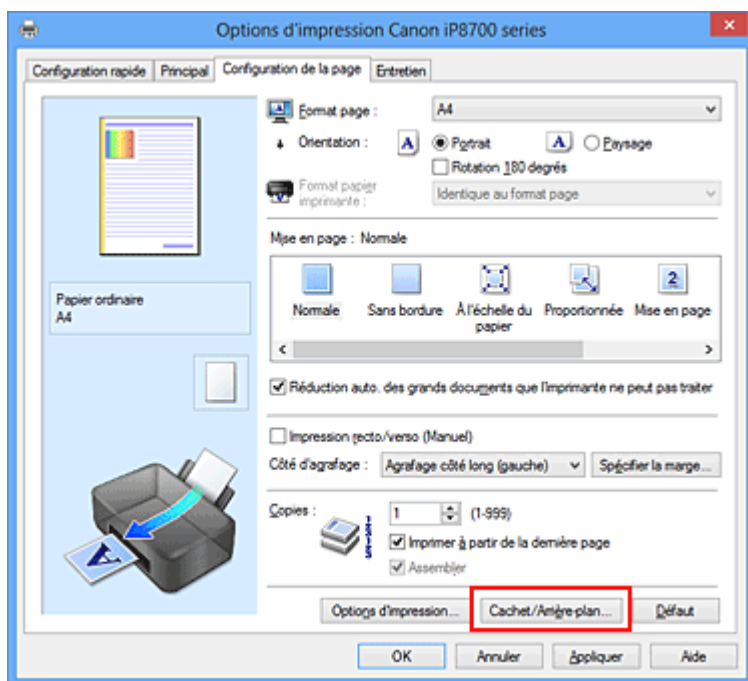 Options d'impression Canon iP8700 series
Configuration rapide Principal Configuration de la page Entretien
Format page : A4
Orientation : A Portrait A Paysage
Rotation 180 degrés
Format papier imprimante : Identique au format page
Mise en page : Normale
2
Normale Sans bordure À l'échelle du papier Proportionnée Mise en page
Papier ordinaire
A4
Réduction auto. des grands documents que l'imprimante ne peut pas traiter
Impression recto/verso (Manuel)
Côté d'agrafage : Agrafage côté long (gauche) Spécifier la marge...
Copies : 1 (1-999)
Imprimer à partir de la dernière page
Assembler
A
Options d'impression... Cachet/Arrière-plan... Défaut
OK Annuler Appliquer Aide